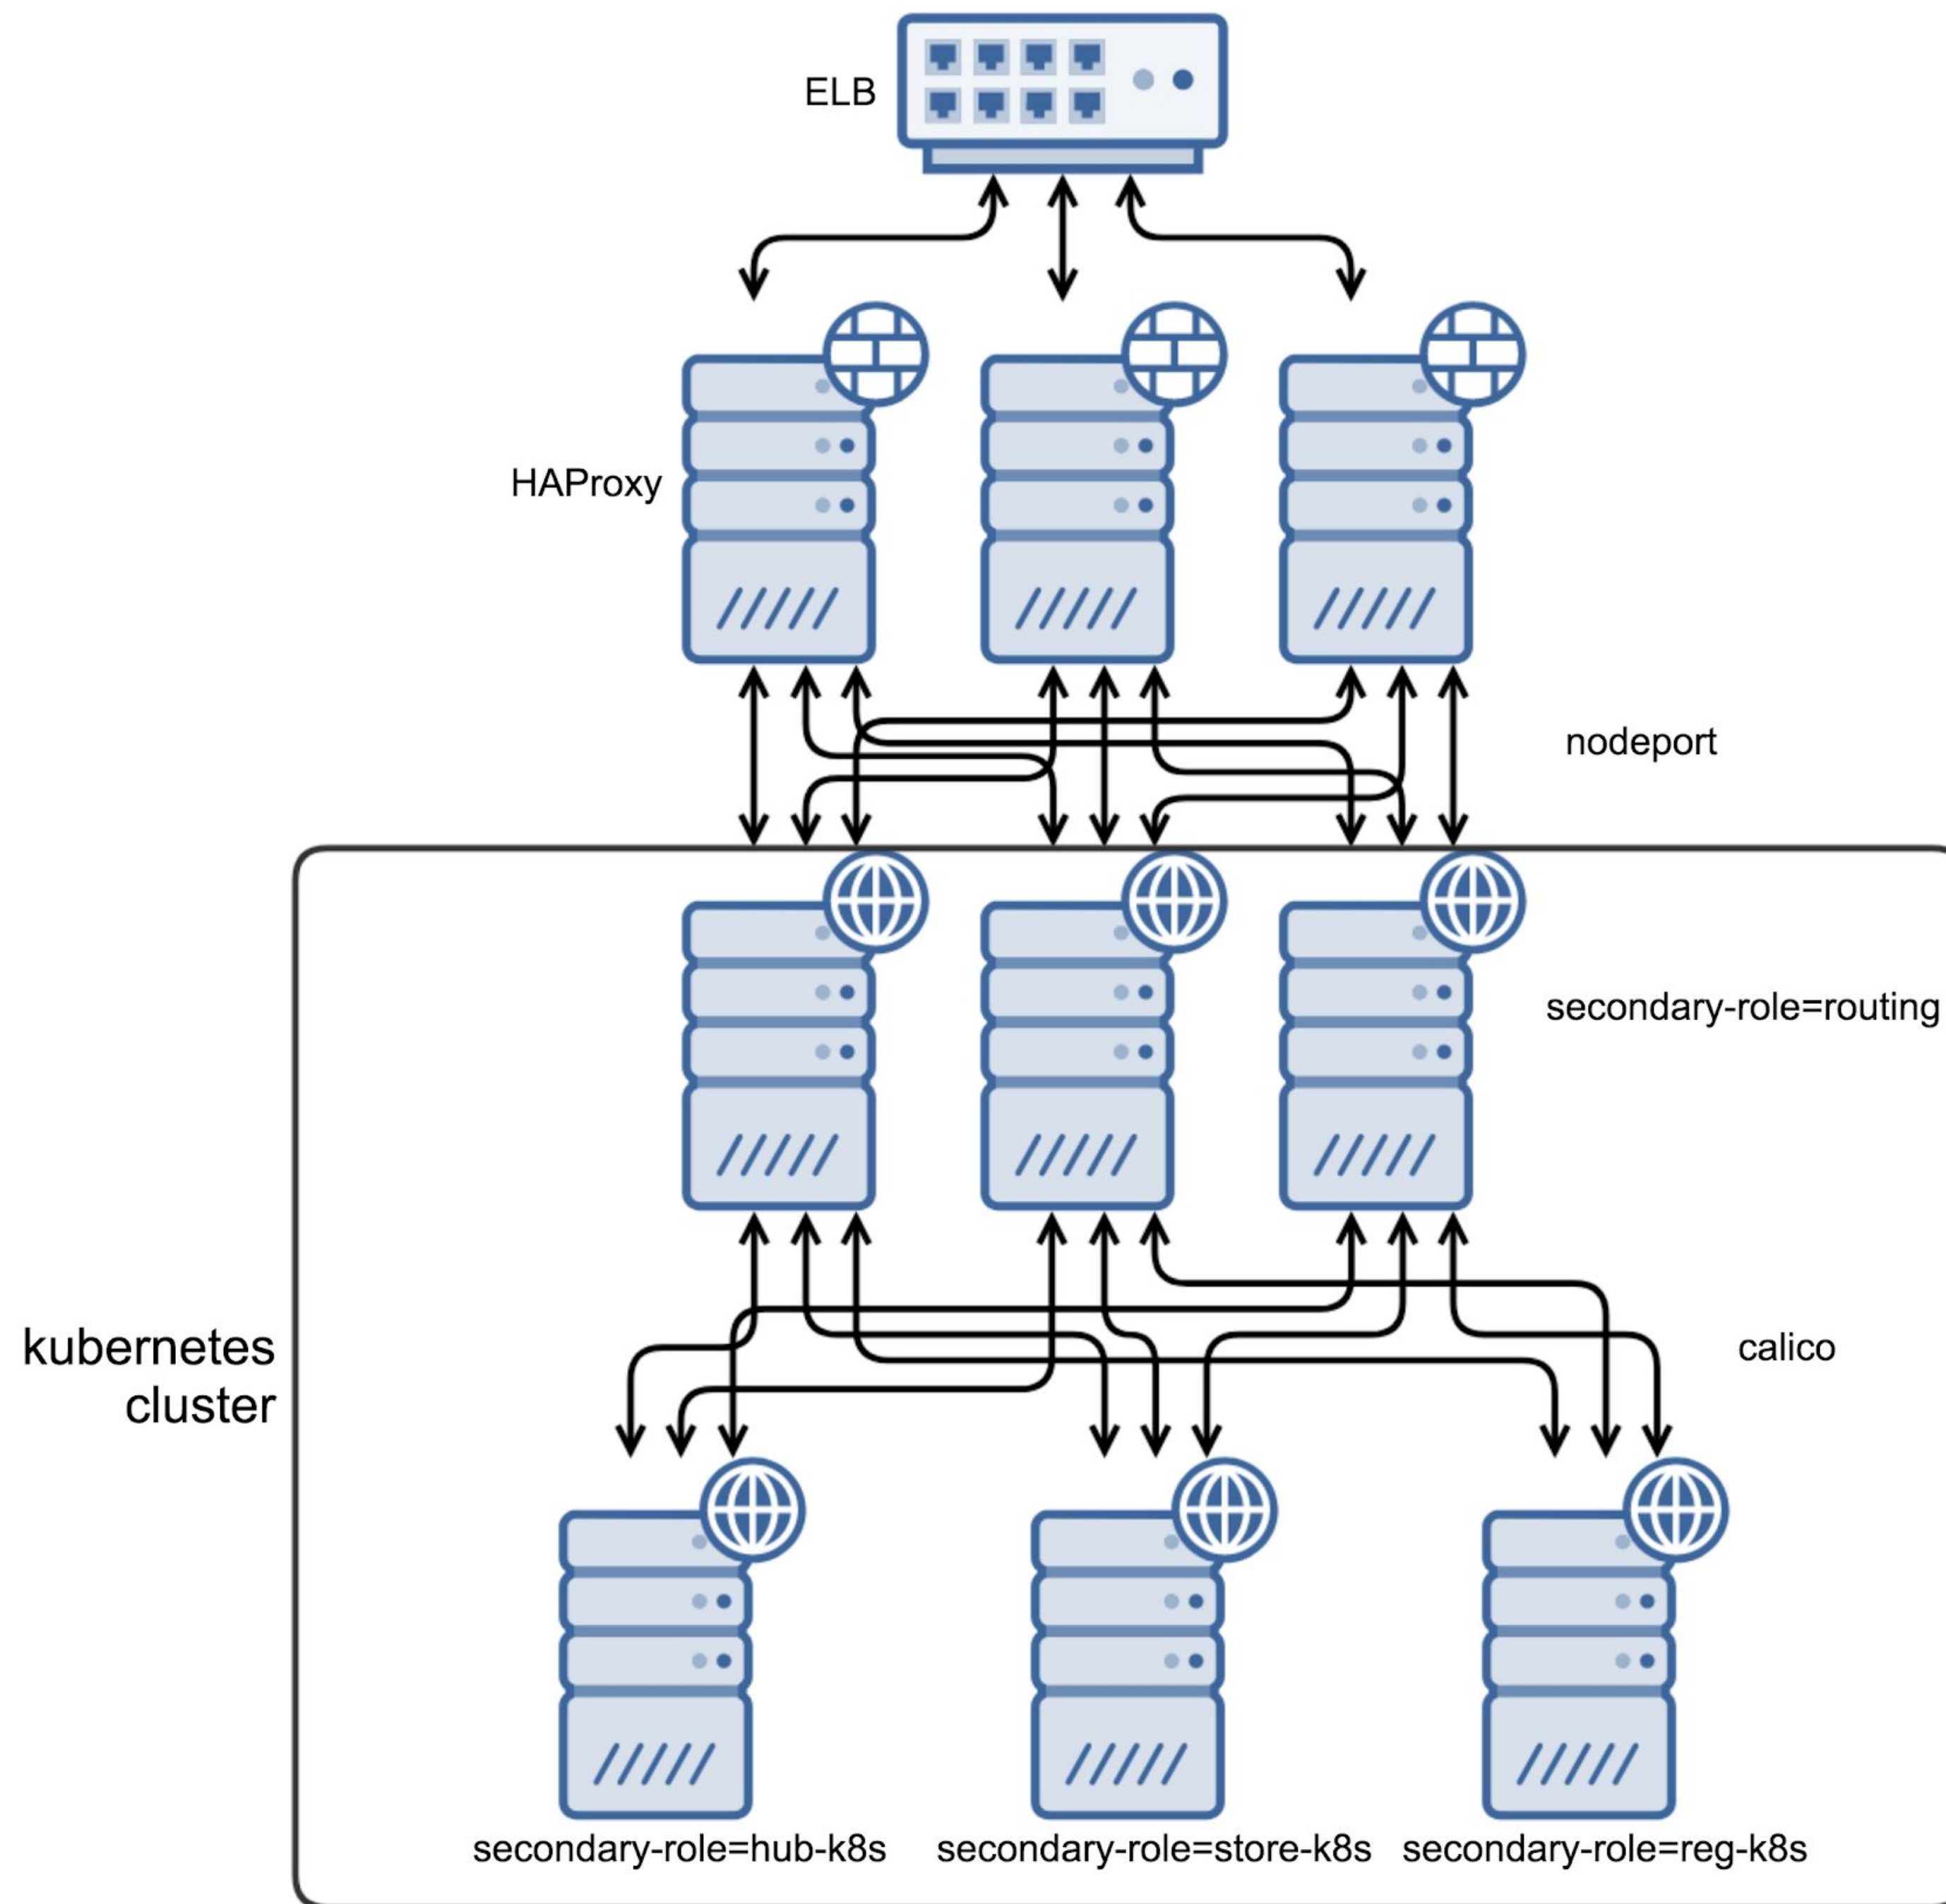 ELB
HAProxy
nodeport
secondary-role=routing
kubernetes
cluster
calico
secondary-role=hub-k8s
secondary-role=store-k8s
secondary-role=reg-k8s